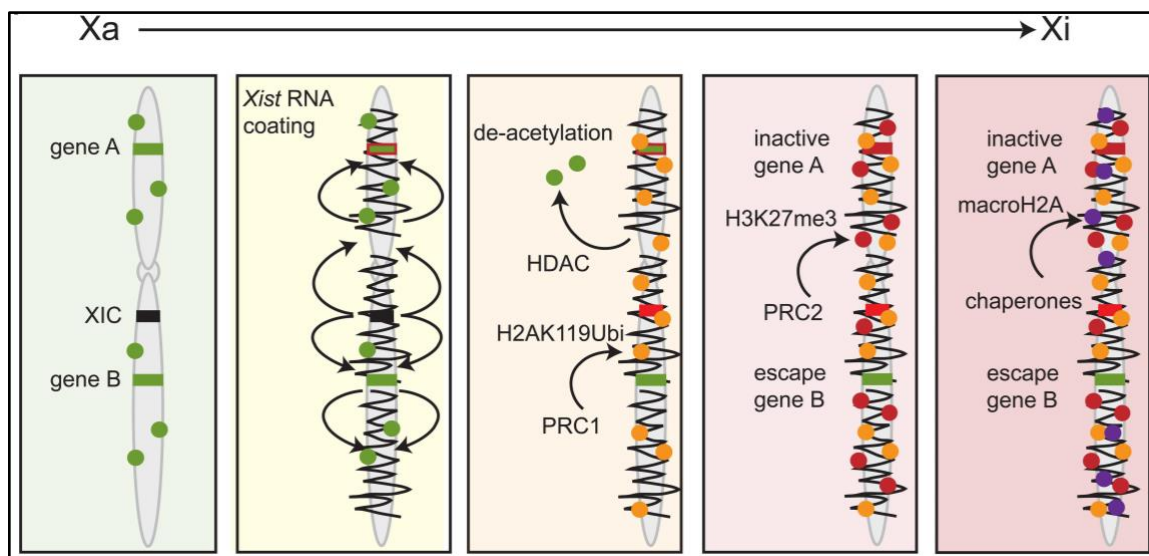 Xa
Xi
gene A
XIC
gene B
Xist RNA
coating
de-acetylation
HDAC
H2AK119Ubi
PRC1
inactive
gene A
H3K27me3
PRC2
escape
gene B
inactive
gene A
macroH2A
chaperones
escape
gene B